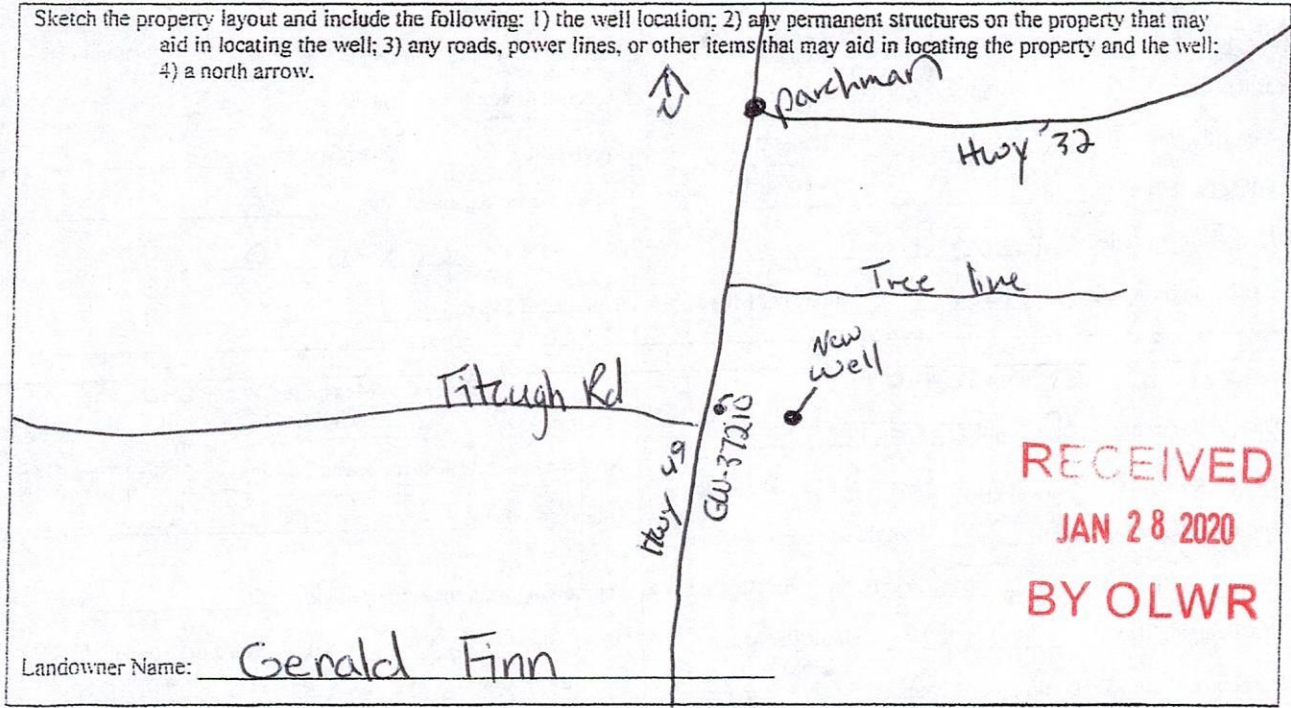 Sketch the property layout and include the following: 1) the well location; 2) any permanent structures on the property that may
aid in locating the well; 3) any roads, power lines, or other items that may aid in locating the property and the well:
4) a north arrow.
N
parchman
Hwy 32
Tree line
New
well
Fitzugh Rd
Hwy 49
GW-37210
RECEIVED
JAN 28 2020
BY OLWR
Landowner Name: Gerald Finn